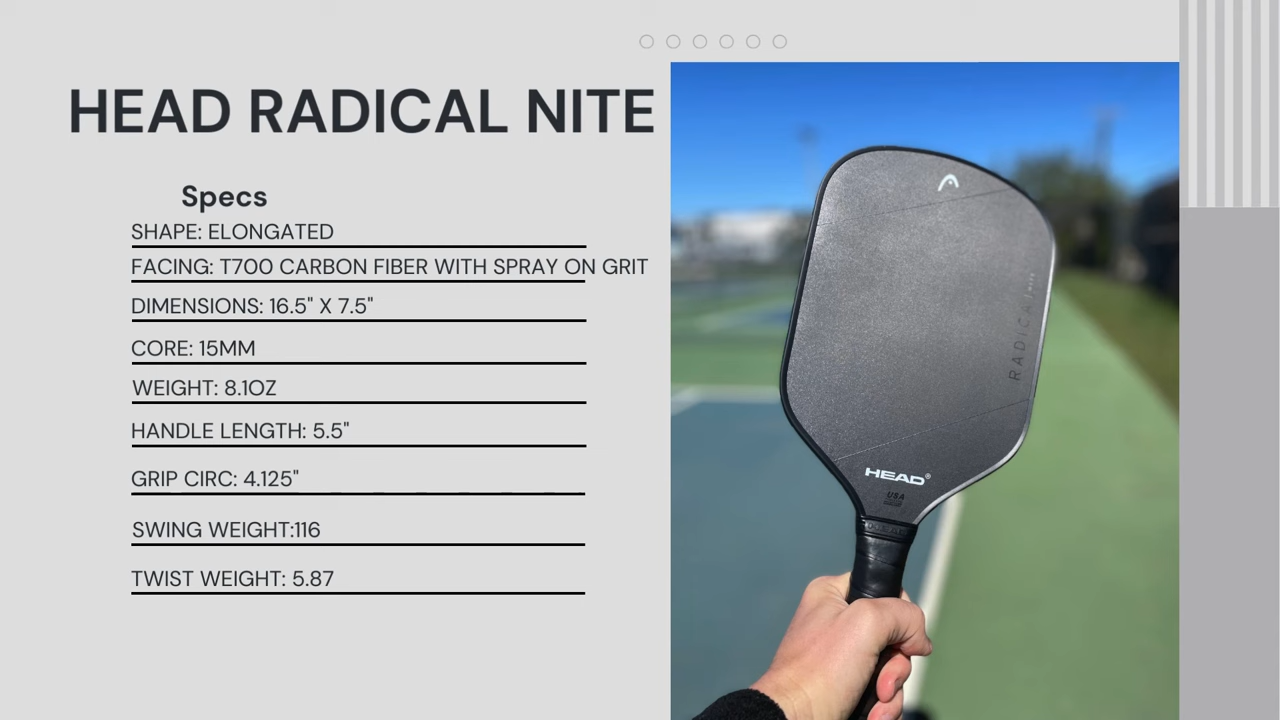 HEAD RADICAL NITE
Specs
SHAPE: ELONGATED
FACING: T700 CARBON FIBER WITH SPRAY ON GRIT
DIMENSIONS: 16.5" X 7.5"
CORE: 15MM
WEIGHT: 8.1OZ
HANDLE LENGTH: 5.5"
GRIP CIRC: 4.125"
SWING WEIGHT:116
TWIST WEIGHT: 5.87
RADICAL NITE
HEAD®
USA